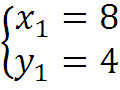 x₁ = 8
y₁ = 4